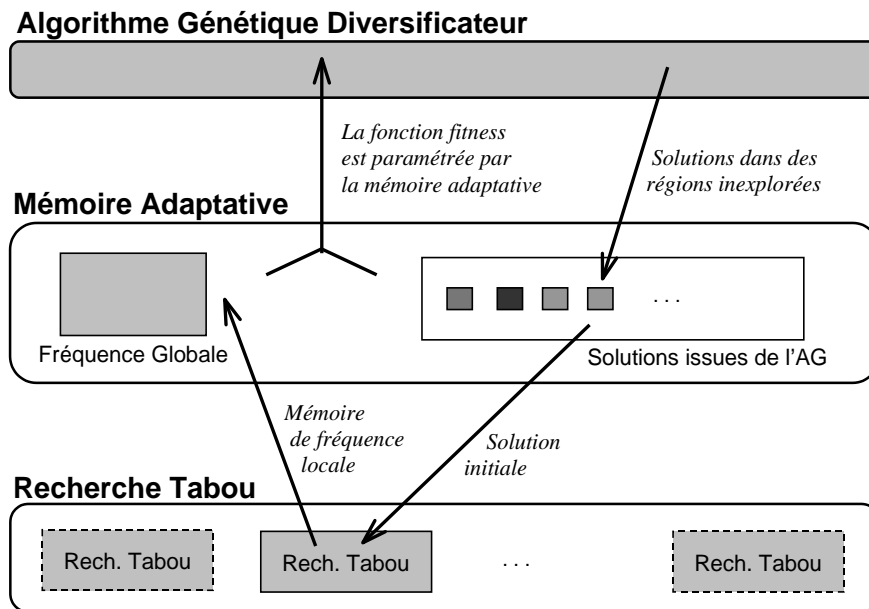 Algorithme Génétique Diversificateur
La fonction fitness
est paramétrée par
la mémoire adaptative
Solutions dans des
régions inexplorées
Mémoire Adaptative
. . .
Fréquence Globale
Solutions issues de l'AG
Mémoire
de fréquence
locale
Solution
initiale
Recherche Tabou
Rech. Tabou
Rech. Tabou
. . .
Rech. Tabou